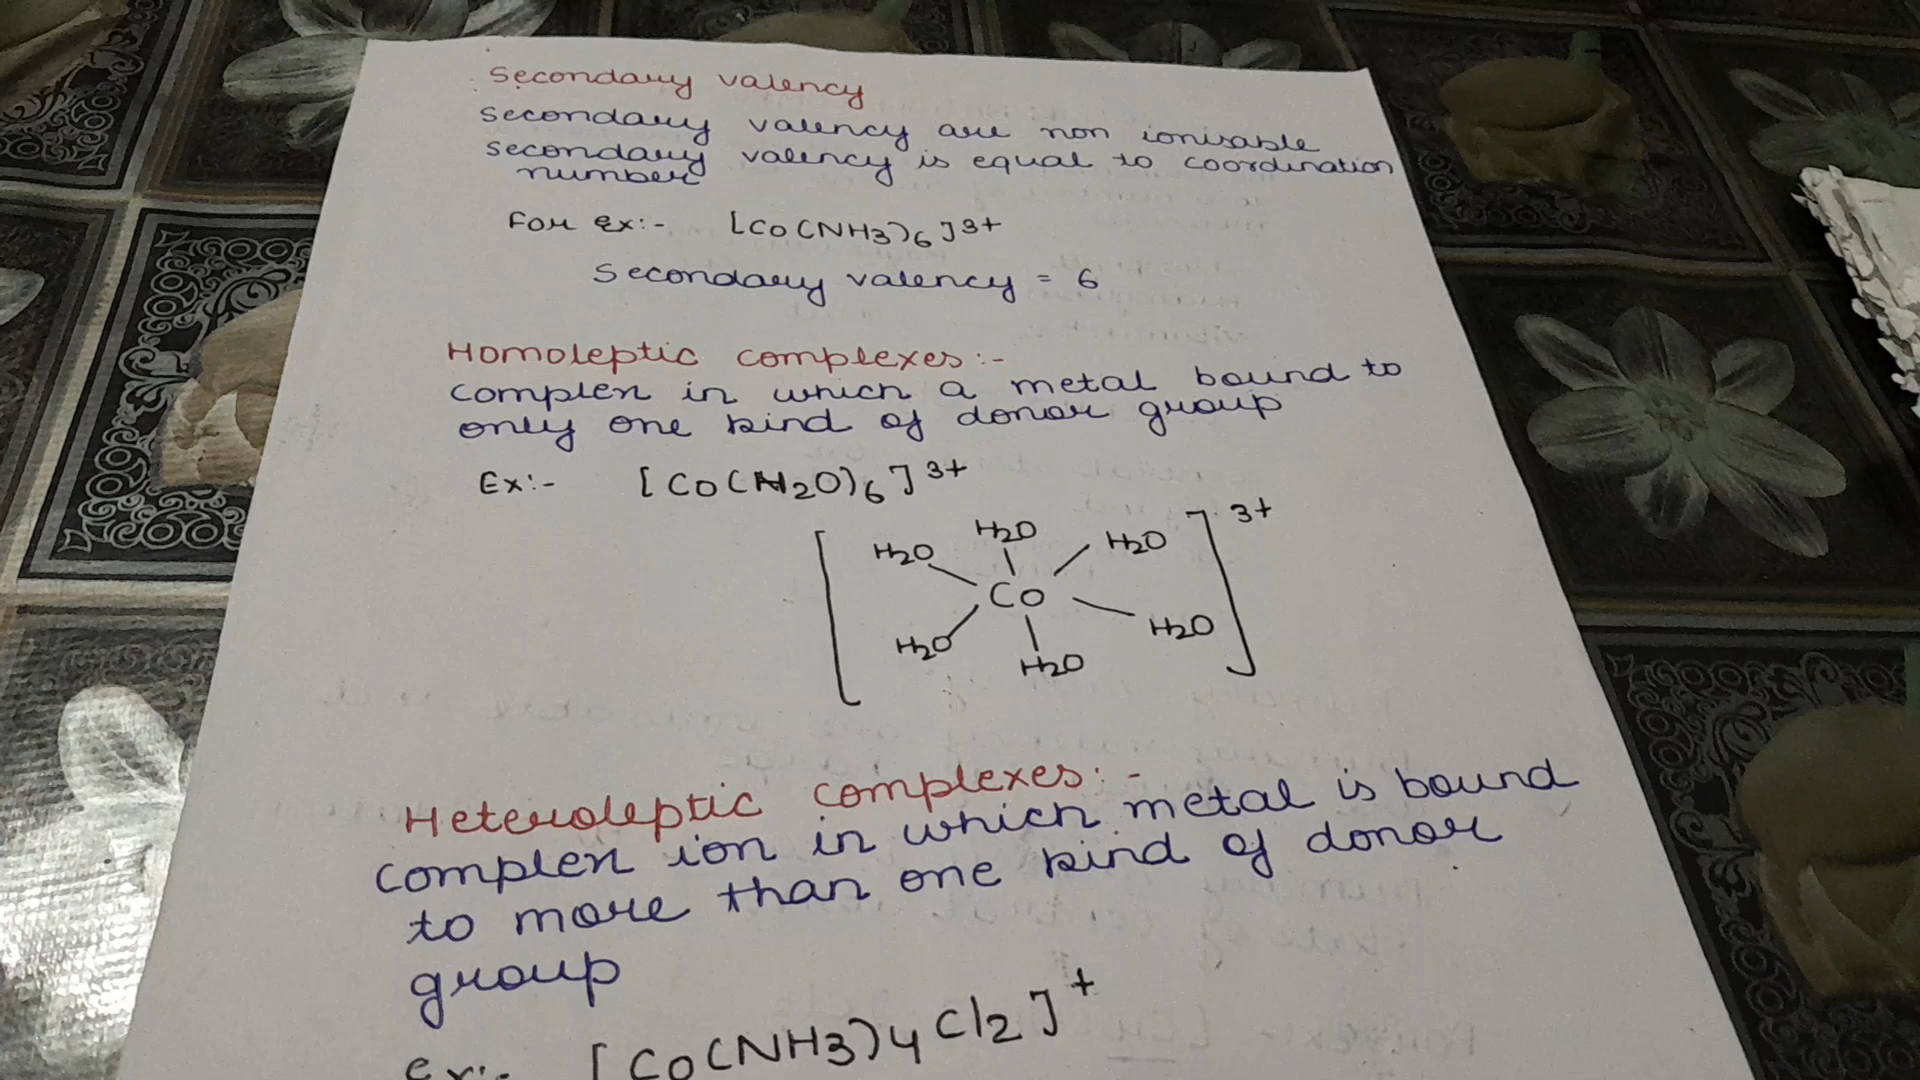 Secondary valency
secondary valency are non ionisable
secondary valency is equal to coordination
number
For Ex:- [Co(NH3)6]3+
Secondary valency = 6
Homoleptic complexes:-
complex in which a metal bound to
only one kind of donor group
Ex:- [Co(H2O)6]3+
H2O H2O H2O 3+
Co
H2O H2O H2O
Heteroleptic complexes:-
complex ion in which metal is bound
to more than one kind of donor
group
Ex:- [Co(NH3)4Cl2]+